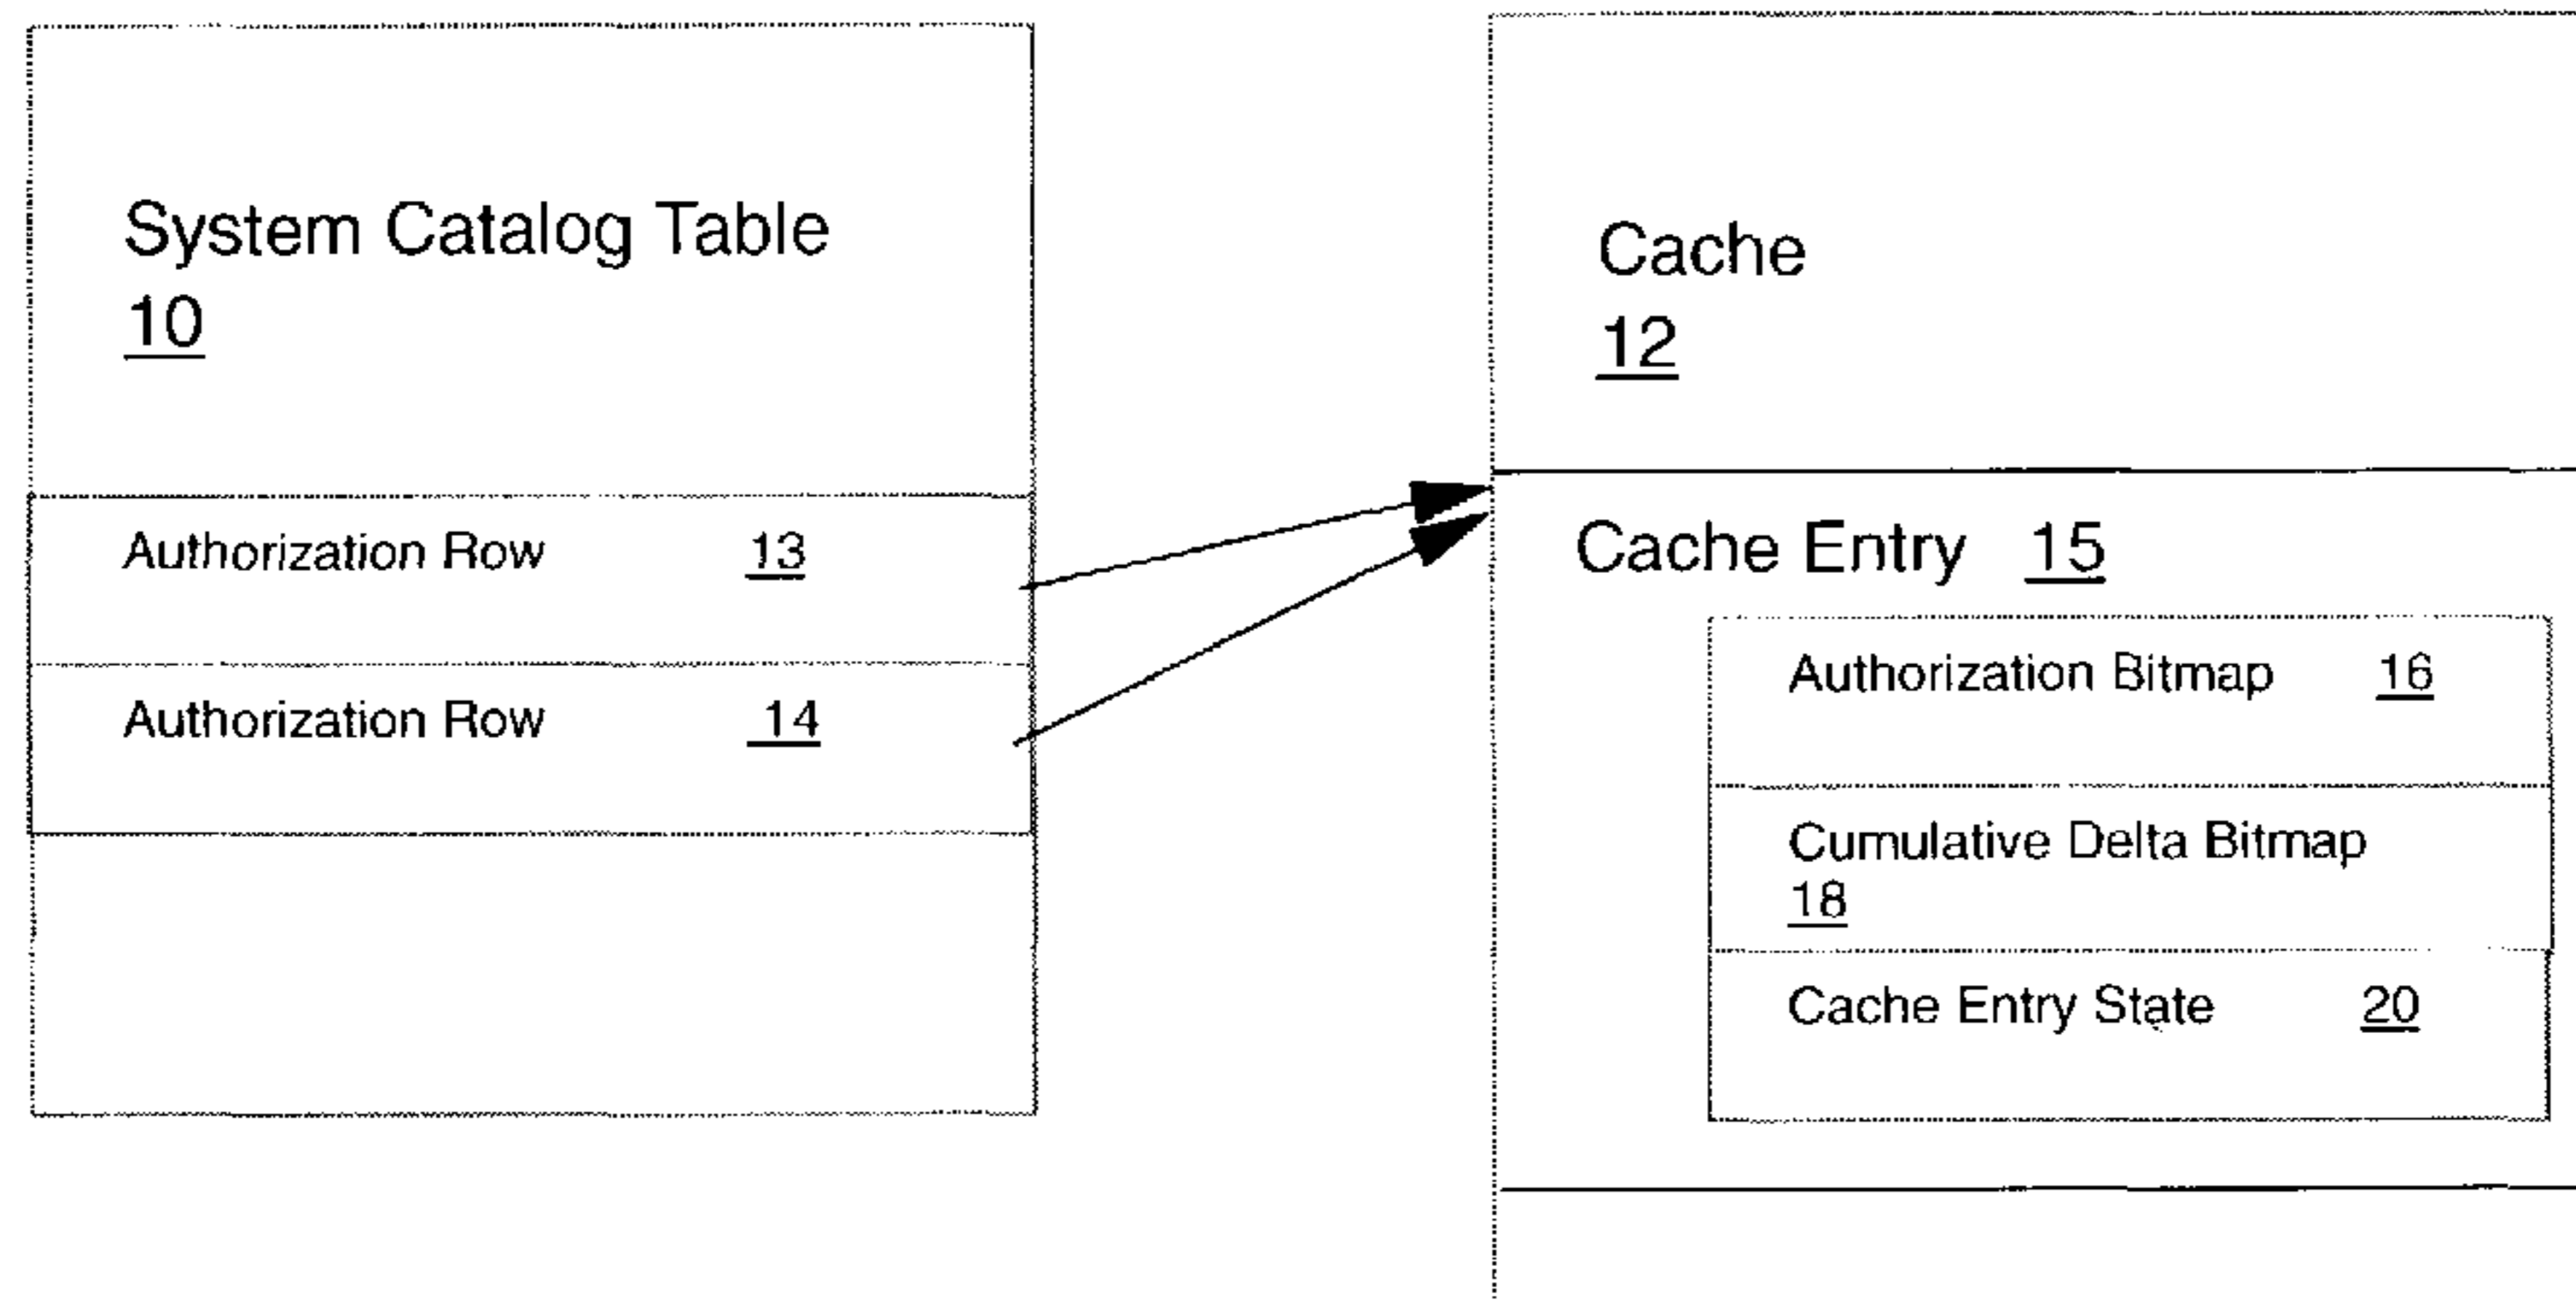 System Catalog Table
10
Authorization Row 13
Authorization Row 14
Cache
12
Cache Entry 15
Authorization Bitmap 16
Cumulative Delta Bitmap
18
Cache Entry State 20